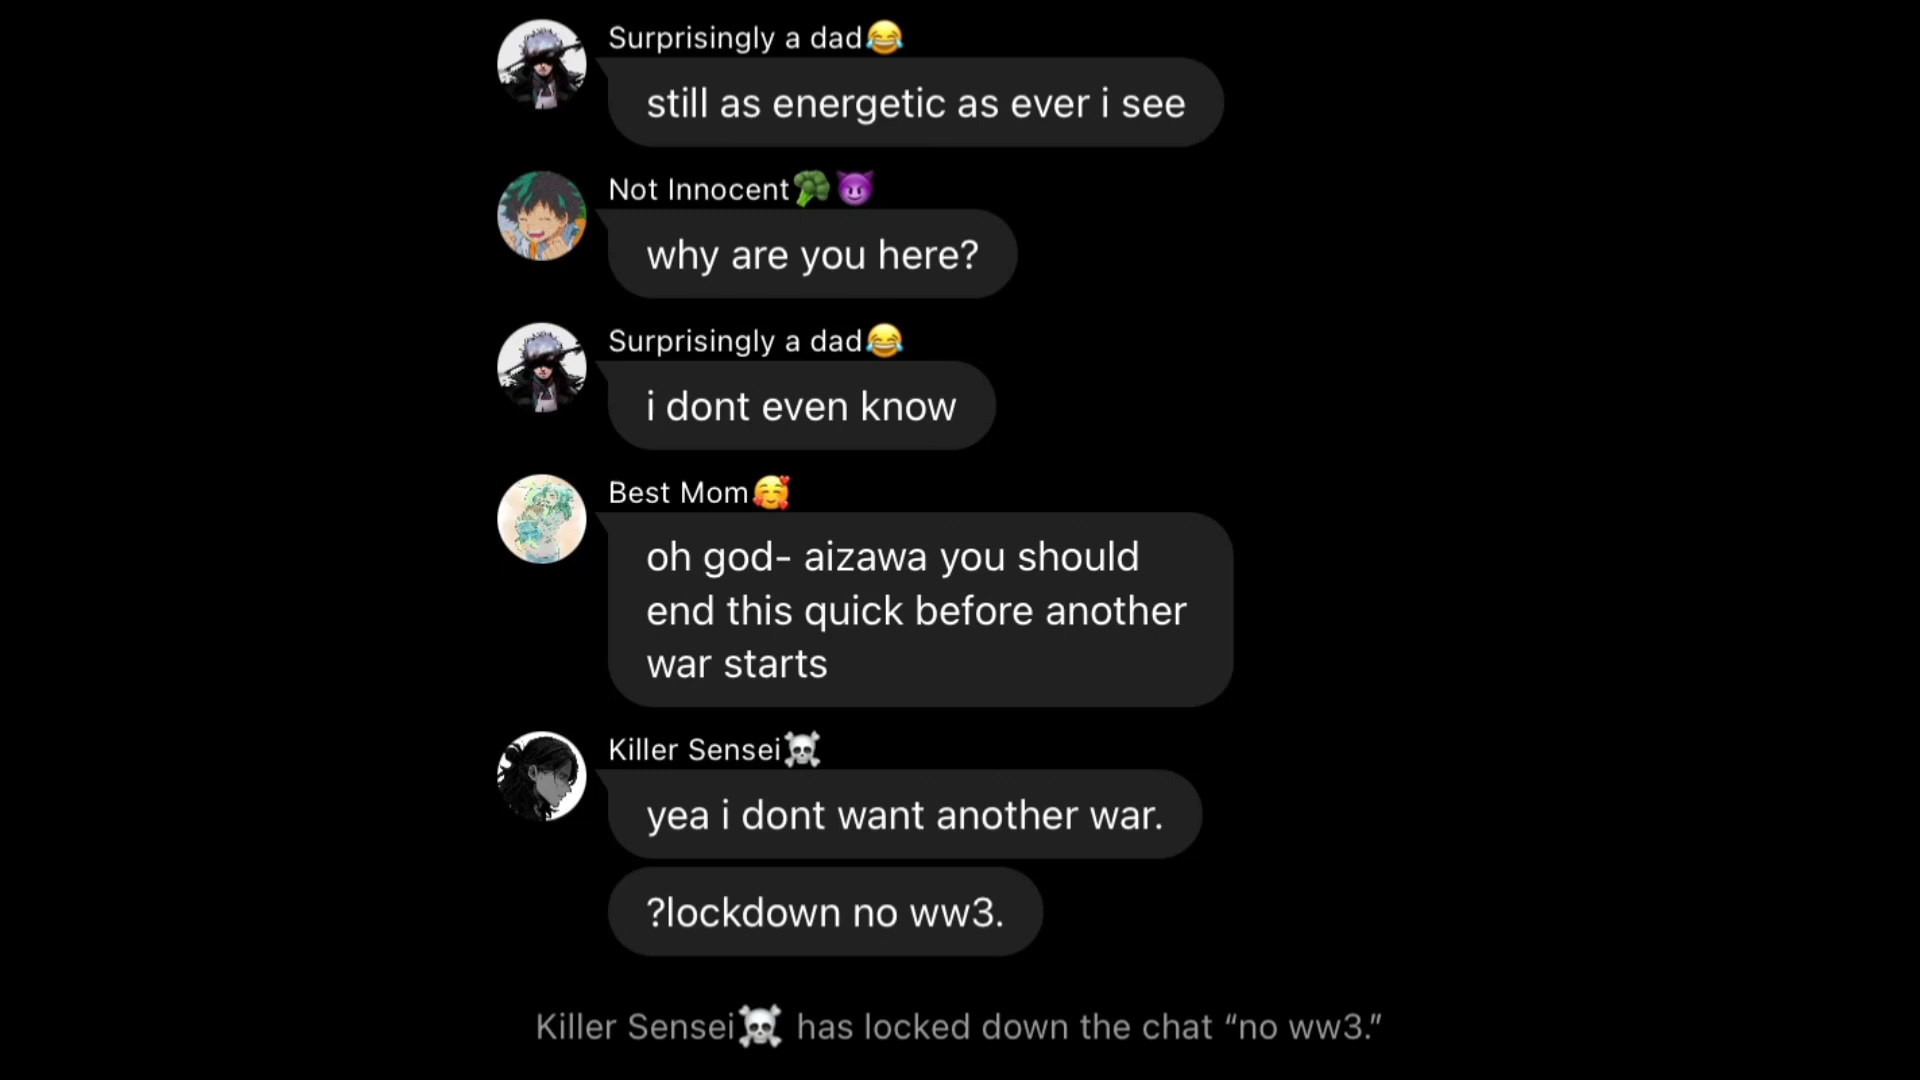 Surprisingly a dad😂
still as energetic as ever i see
Not Innocent🥦😈
why are you here?
Surprisingly a dad😂
i dont even know
Best Mom🥰
oh god- aizawa you should
end this quick before another
war starts
Killer Sensei☠️
yea i dont want another war.
?lockdown no ww3.
Killer Sensei☠️ has locked down the chat “no ww3.”